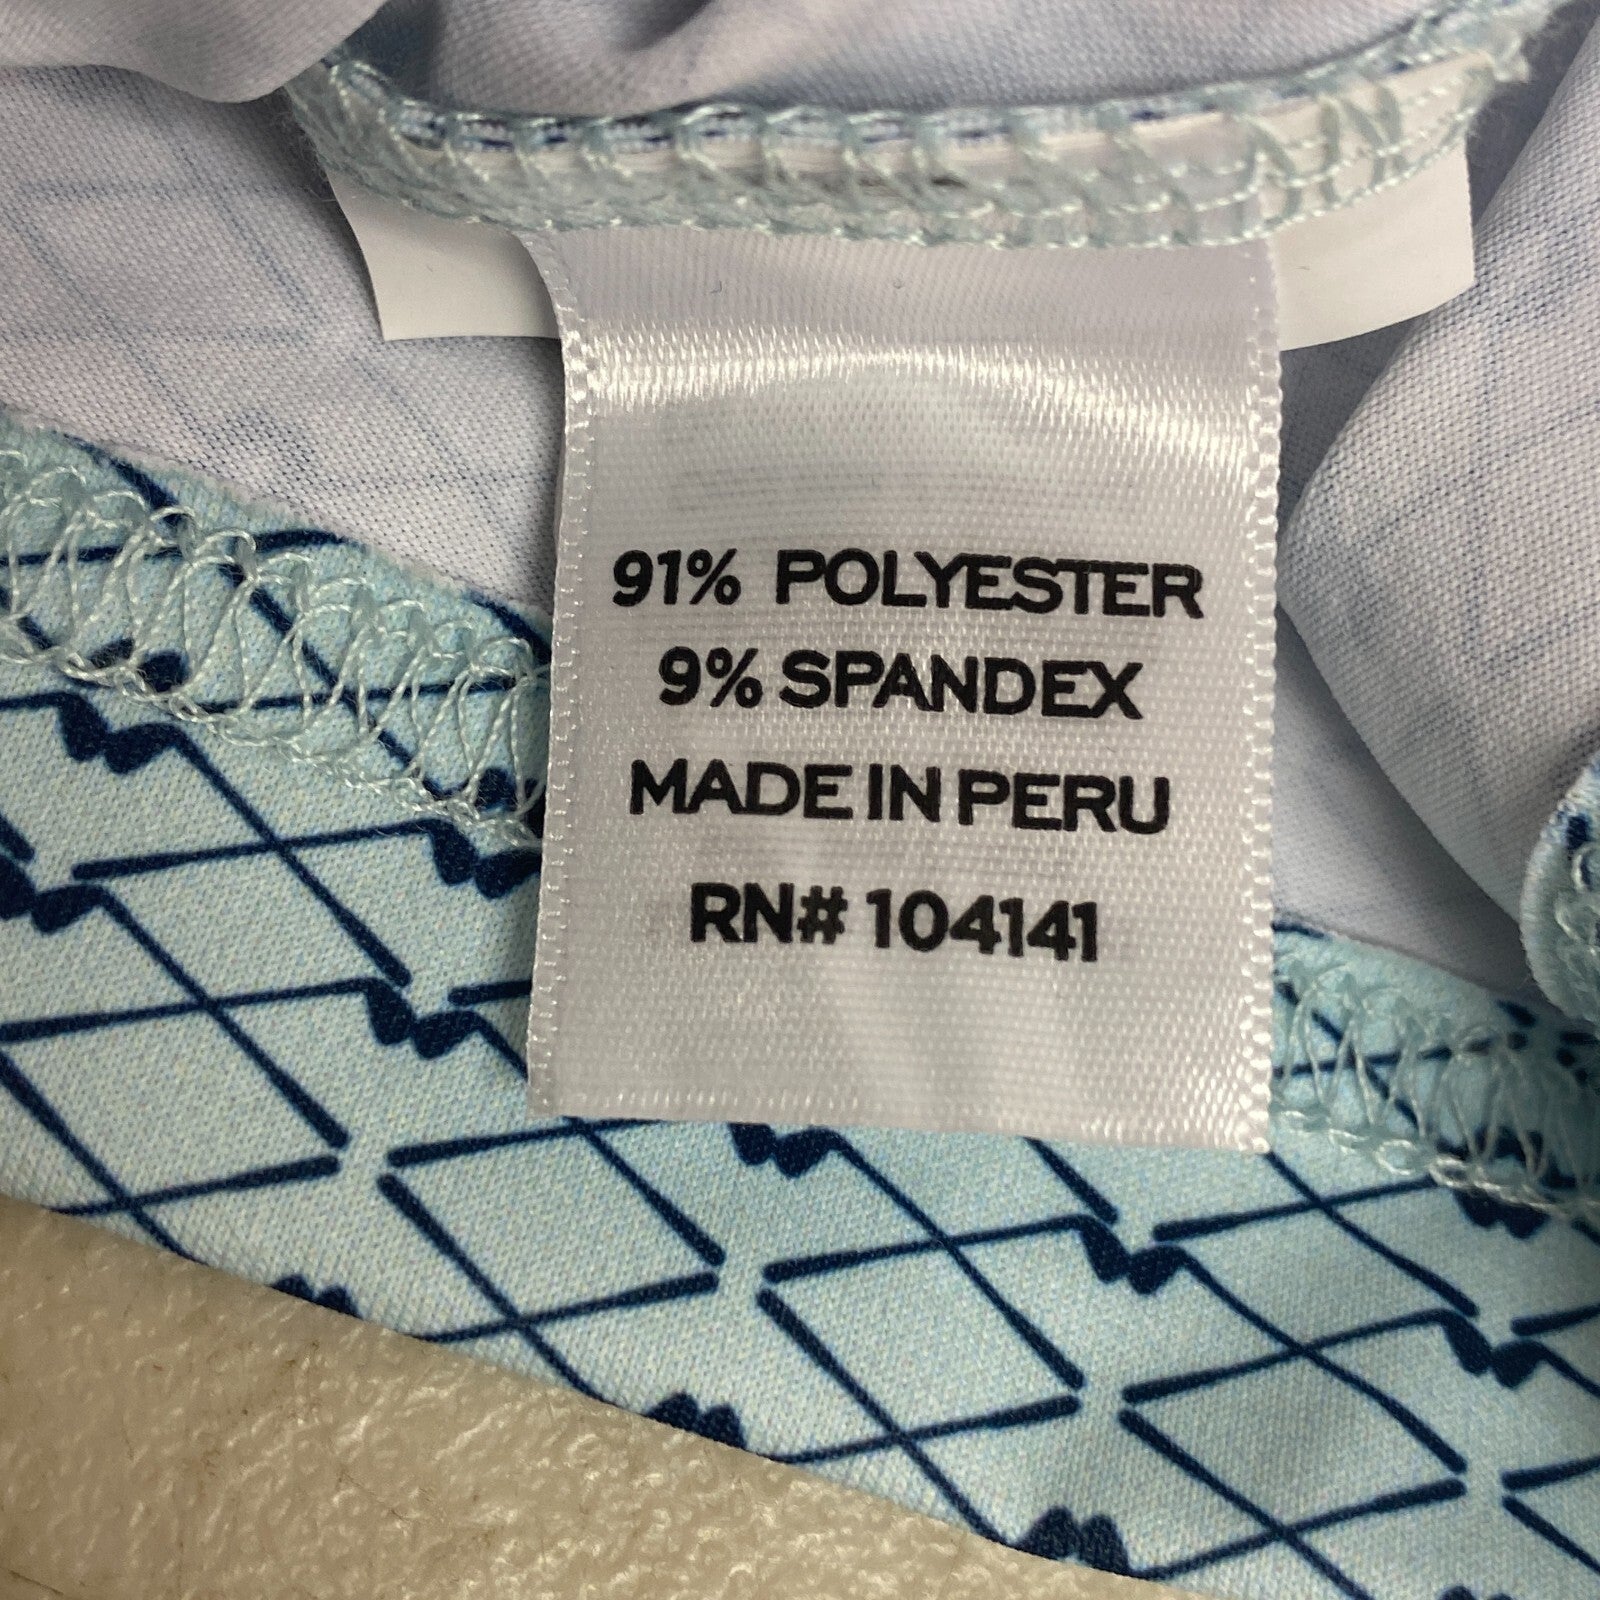 91% POLYESTER
9% SPANDEX
MADE IN PERU
RN# 104141